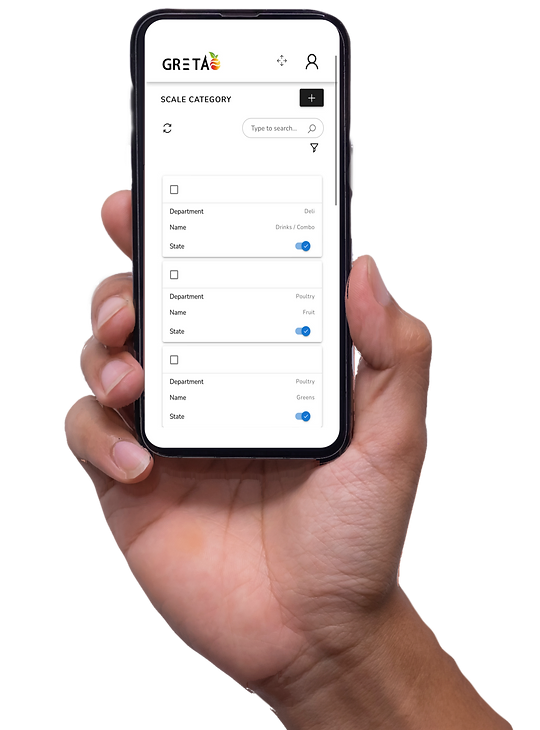 GRETA
SCALE CATEGORY
Type to search...
Department Deli
Name Drinks / Combo
State
Department Poultry
Name Fruit
State
Department Poultry
Name Greens
State